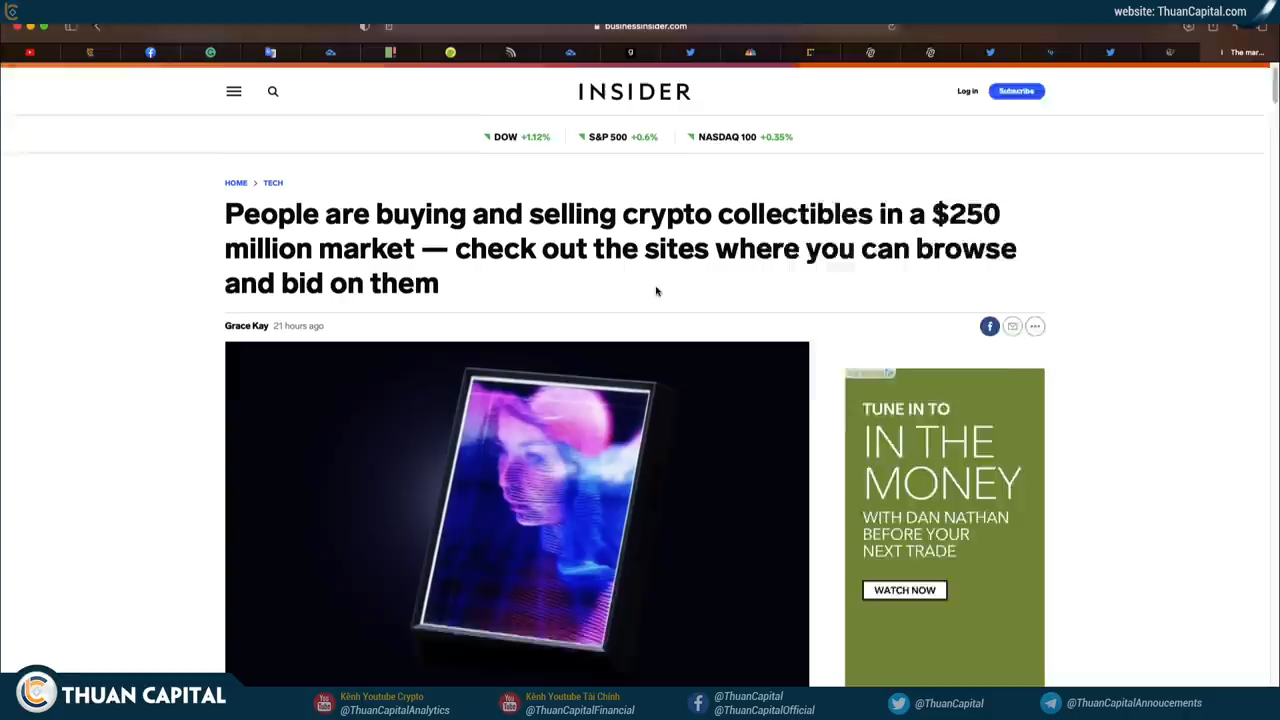 website: ThuanCapital.com
businessinsider.com
The mar...
INSIDER
Log in
Subscribe
DOW +1.12%
S&P 500 +0.6%
NASDAQ 100 +0.35%
HOME > TECH
People are buying and selling crypto collectibles in a $250
million market — check out the sites where you can browse
and bid on them
Grace Kay 21 hours ago
TUNE IN TO
IN THE
MONEY
WITH DAN NATHAN
BEFORE YOUR
NEXT TRADE
WATCH NOW
THUAN CAPITAL
Kênh Youtube Crypto
@ThuanCapitalAnalytics
Kênh Youtube Tài Chính
@ThuanCapitalFinancial
@ThuanCapital
@ThuanCapitalOfficial
@ThuanCapital
@ThuanCapitalAnnoucements